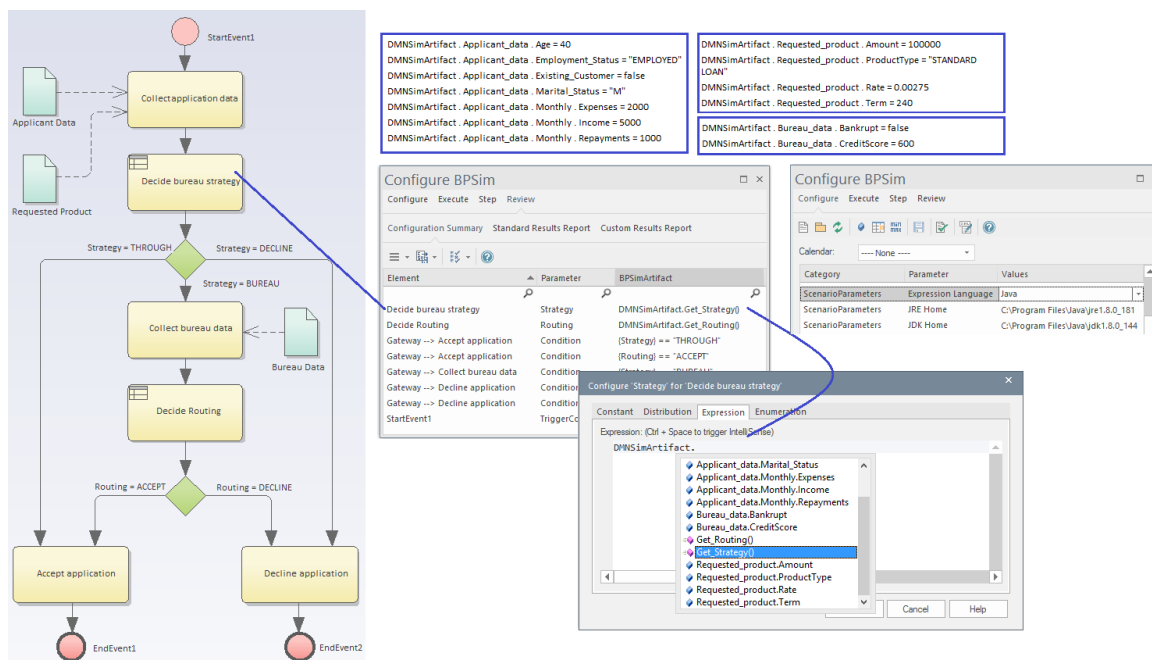 StartEvent1
Collect application data
Applicant Data
Requested Product
Decide bureau strategy
Strategy = THROUGH
Strategy = DECLINE
Strategy = BUREAU
Collect bureau data
Bureau Data
Decide Routing
Routing = ACCEPT
Routing = DECLINE
Accept application
Decline application
EndEvent1
EndEvent2
DMNSimArtifact . Applicant_data . Age = 40
DMNSimArtifact . Applicant_data . Employment_Status = "EMPLOYED"
DMNSimArtifact . Applicant_data . Existing_Customer = false
DMNSimArtifact . Applicant_data . Marital_Status = "M"
DMNSimArtifact . Applicant_data . Monthly . Expenses = 2000
DMNSimArtifact . Applicant_data . Monthly . Income = 5000
DMNSimArtifact . Applicant_data . Monthly . Repayments = 1000
DMNSimArtifact . Requested_product . Amount = 100000
DMNSimArtifact . Requested_product . ProductType = "STANDARD
LOAN"
DMNSimArtifact . Requested_product . Rate = 0.00275
DMNSimArtifact . Requested_product . Term = 240
DMNSimArtifact . Bureau_data . Bankrupt = false
DMNSimArtifact . Bureau_data . CreditScore = 600
Configure BPSim
Configure Execute Step Review
Configuration Summary Standard Results Report Custom Results Report
Element Parameter BPSimArtifact
Decide bureau strategy Strategy DMNSimArtifact.Get_Strategy()
Decide Routing Routing DMNSimArtifact.Get_Routing()
Gateway --> Accept application Condition {Strategy} == "THROUGH"
Gateway --> Accept application Condition {Routing} == "ACCEPT"
Gateway --> Collect bureau data Condition {Strategy} == "BUREAU"
Gateway --> Decline application Condition
Gateway --> Decline application Condition
StartEvent1 TriggerCo
Configure BPSim
Configure Execute Step Review
Calendar: ---- None ----
Category Parameter Values
ScenarioParameters Expression Language Java
ScenarioParameters JRE Home C:\Program Files\Java\jre1.8.0_181
ScenarioParameters JDK Home C:\Program Files\Java\jdk1.8.0_144
Configure 'Strategy' for 'Decide bureau strategy'
Constant Distribution Expression Enumeration
Expression: (Ctrl + Space to trigger IntelliSense)
DMNSimArtifact.
Applicant_data.Marital_Status
Applicant_data.Monthly.Expenses
Applicant_data.Monthly.Income
Applicant_data.Monthly.Repayments
Bureau_data.Bankrupt
Bureau_data.CreditScore
Get_Routing()
Get_Strategy()
Requested_product.Amount
Requested_product.ProductType
Requested_product.Rate
Requested_product.Term
Cancel Help